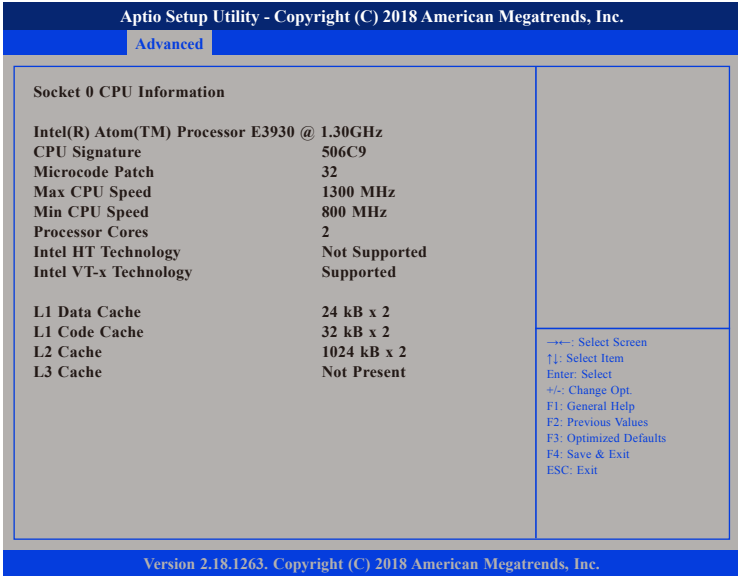 Aptio Setup Utility - Copyright (C) 2018 American Megatrends, Inc.
Advanced
Socket 0 CPU Information
Intel(R) Atom(TM) Processor E3930 @ 1.30GHz
CPU Signature 506C9
Microcode Patch 32
Max CPU Speed 1300 MHz
Min CPU Speed 800 MHz
Processor Cores 2
Intel HT Technology Not Supported
Intel VT-x Technology Supported
L1 Data Cache 24 kB x 2
L1 Code Cache 32 kB x 2
L2 Cache 1024 kB x 2
L3 Cache Not Present
→←: Select Screen
↑↓: Select Item
Enter: Select
+/-: Change Opt.
F1: General Help
F2: Previous Values
F3: Optimized Defaults
F4: Save & Exit
ESC: Exit
Version 2.18.1263. Copyright (C) 2018 American Megatrends, Inc.